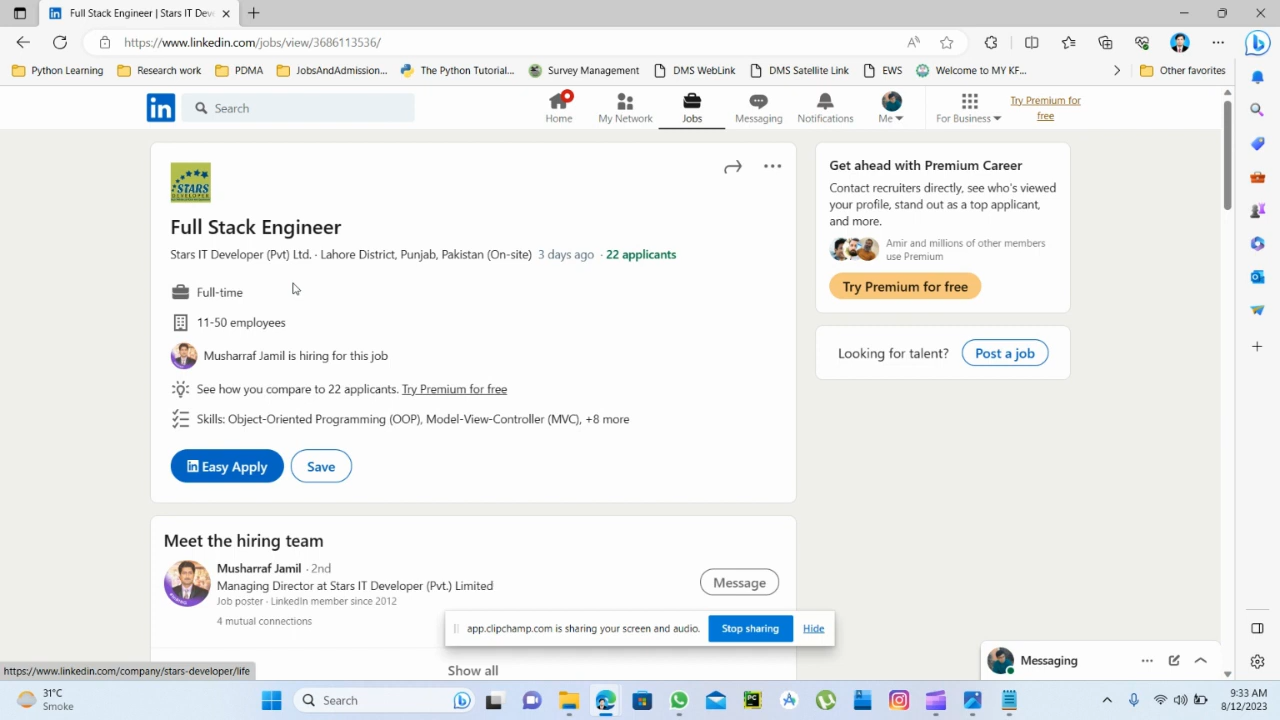 Full Stack Engineer | Stars IT Dev
https://www.linkedin.com/jobs/view/3686113536/
Python Learning
Research work
PDMA
JobsAndAdmission...
The Python Tutorial...
Survey Management
DMS WebLink
DMS Satellite Link
EWS
Welcome to MY KF...
Other favorites
in
Search
Home
My Network
Jobs
Messaging
Notifications
Me
For Business
Try Premium for
free
STARS
DEVELOPER
Full Stack Engineer
Stars IT Developer (Pvt) Ltd. · Lahore District, Punjab, Pakistan (On-site) 3 days ago · 22 applicants
Full-time
11-50 employees
Musharraf Jamil is hiring for this job
See how you compare to 22 applicants. Try Premium for free
Skills: Object-Oriented Programming (OOP), Model-View-Controller (MVC), +8 more
Easy Apply
Save
Get ahead with Premium Career
Contact recruiters directly, see who's viewed
your profile, stand out as a top applicant,
and more.
Amir and millions of other members
use Premium
Try Premium for free
Looking for talent?
Post a job
Meet the hiring team
Musharraf Jamil · 2nd
Managing Director at Stars IT Developer (Pvt.) Limited
Job poster · LinkedIn member since 2012
4 mutual connections
Message
app.clipchamp.com is sharing your screen and audio.
Stop sharing
Hide
Show all
Messaging
https://www.linkedin.com/company/stars-developer/life
31°C
Smoke
Search
9:33 AM
8/12/2023